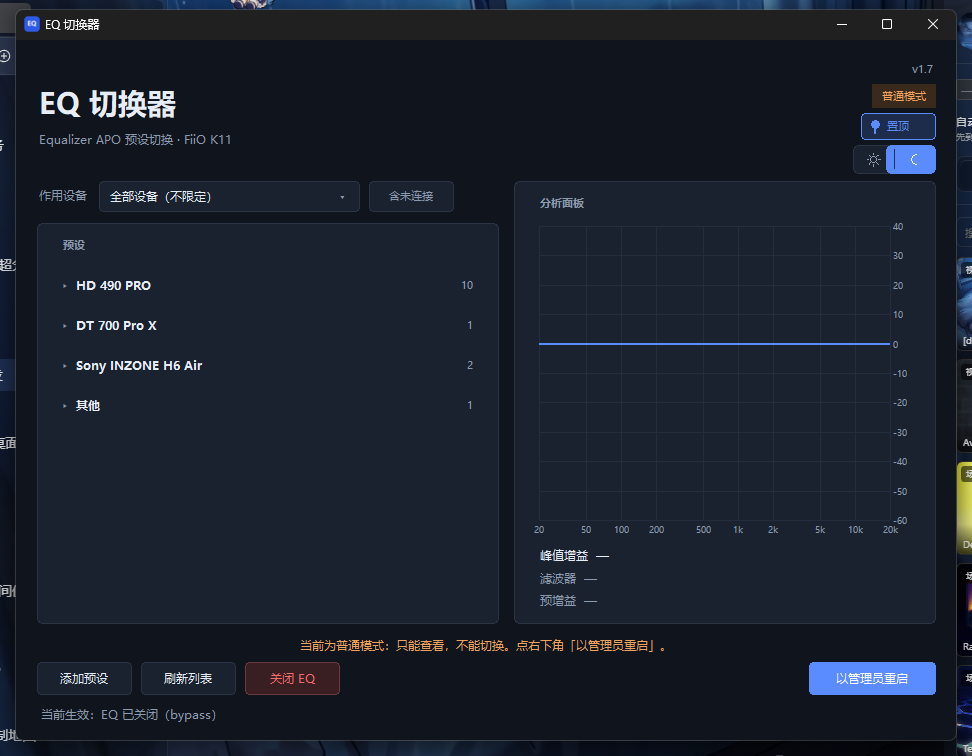 EQ 切换器
v1.7
EQ 切换器
普通模式
Equalizer APO 预设切换 · FiiO K11
置顶
作用设备
全部设备（不限定）
含未连接
预设
HD 490 PRO 10
DT 700 Pro X 1
Sony INZONE H6 Air 2
其他 1
分析面板
40
30
20
10
0
-10
-20
-30
-40
-50
-60
20 50 100 200 500 1k 2k 5k 10k 20k
峰值增益 —
滤波器 —
预增益 —
当前为普通模式：只能查看，不能切换。点右下角「以管理员重启」。
添加预设
刷新列表
关闭 EQ
以管理员重启
当前生效：EQ 已关闭（bypass）